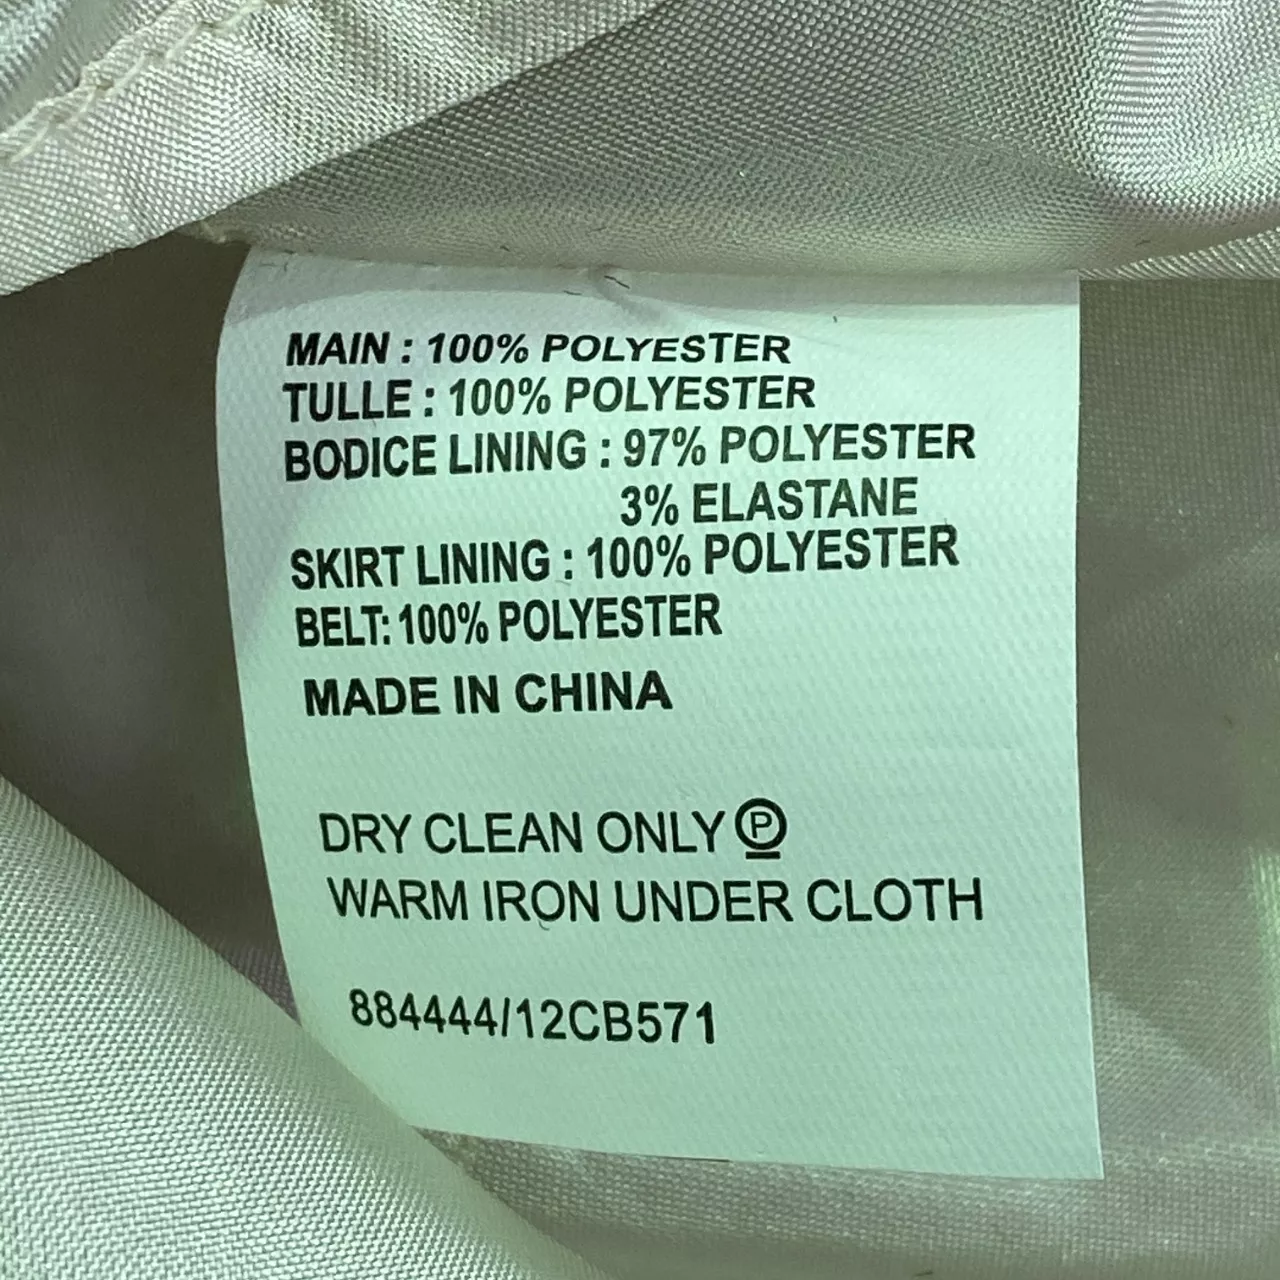 MAIN : 100% POLYESTER
TULLE : 100% POLYESTER
BODICE LINING : 97% POLYESTER
3% ELASTANE
SKIRT LINING : 100% POLYESTER
BELT: 100% POLYESTER
MADE IN CHINA
DRY CLEAN ONLY P
WARM IRON UNDER CLOTH
884444/12CB571